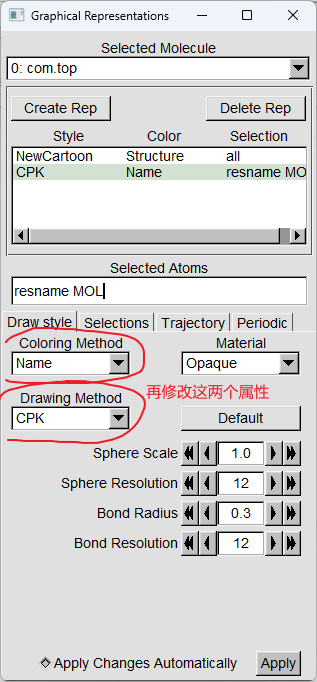 Graphical Representations
Selected Molecule
0: com.top
Create Rep
Delete Rep
Style Color Selection
NewCartoon Structure all
CPK Name resname MO
Selected Atoms
resname MOL
Draw style Selections Trajectory Periodic
Coloring Method Material
Name Opaque
Drawing Method
再修改这两个属性
CPK Default
Sphere Scale 1.0
Sphere Resolution 12
Bond Radius 0.3
Bond Resolution 12
Apply Changes Automatically Apply